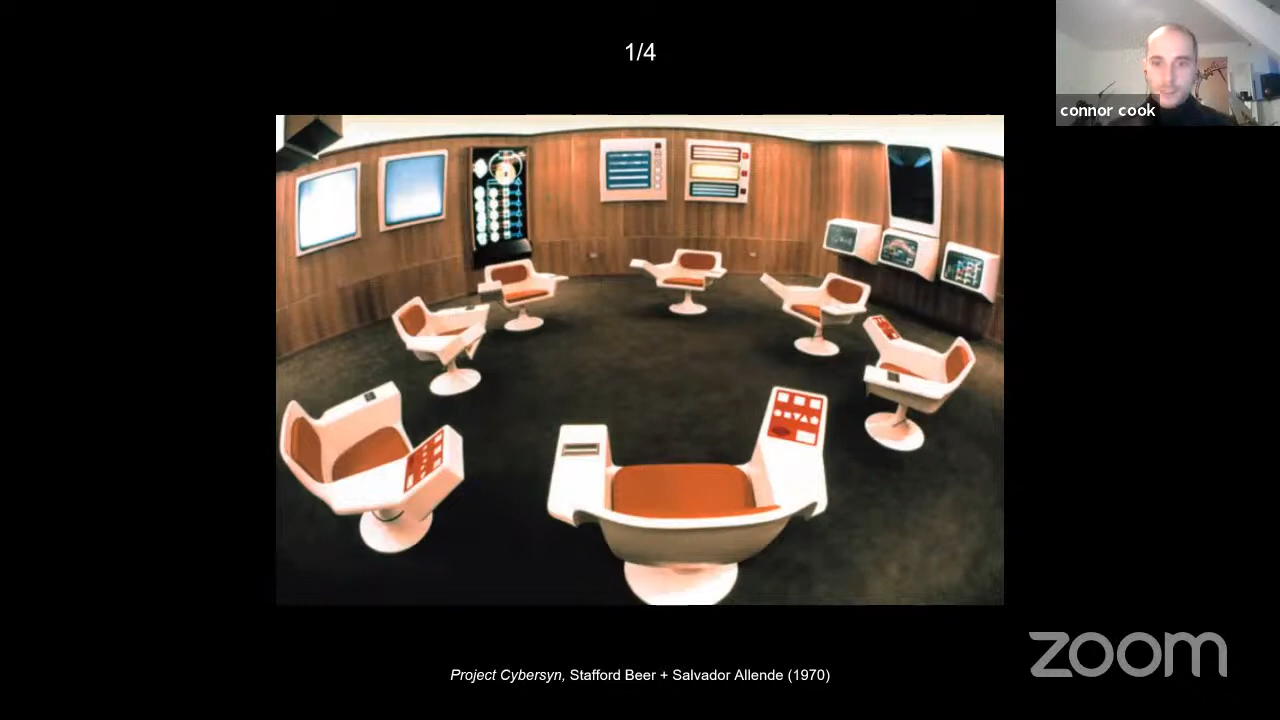 1/4
connor cook
Project Cybersyn, Stafford Beer + Salvador Allende (1970)
zoom